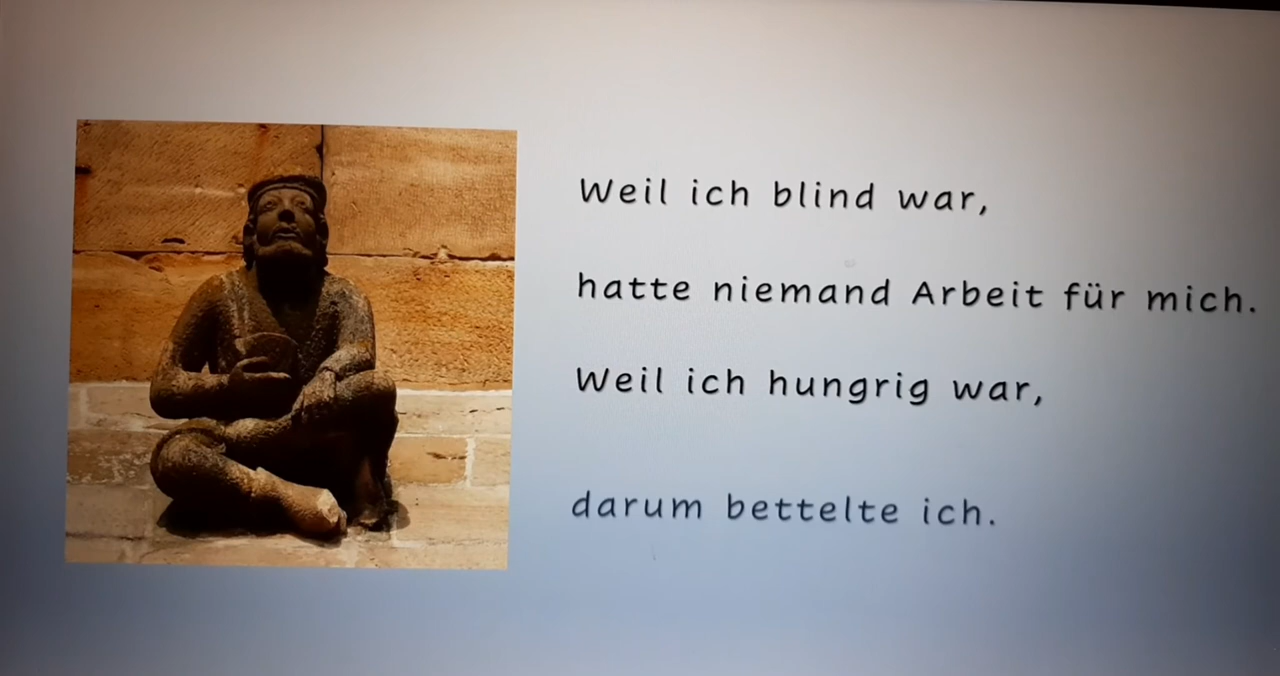 Weil ich blind war,
hatte niemand Arbeit für mich.
Weil ich hungrig war,
darum bettelte ich.